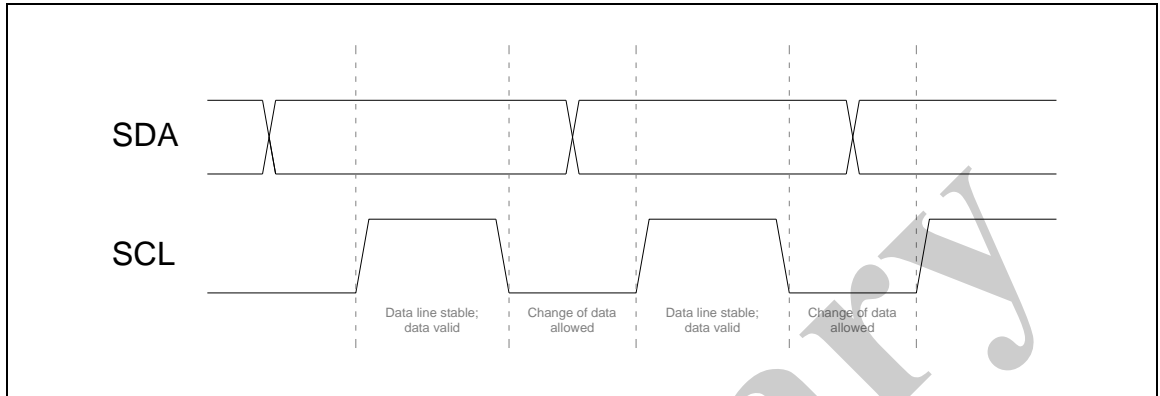 SDA
SCL
Data line stable;
data valid
Change of data
allowed
Data line stable;
data valid
Change of data
allowed
ary